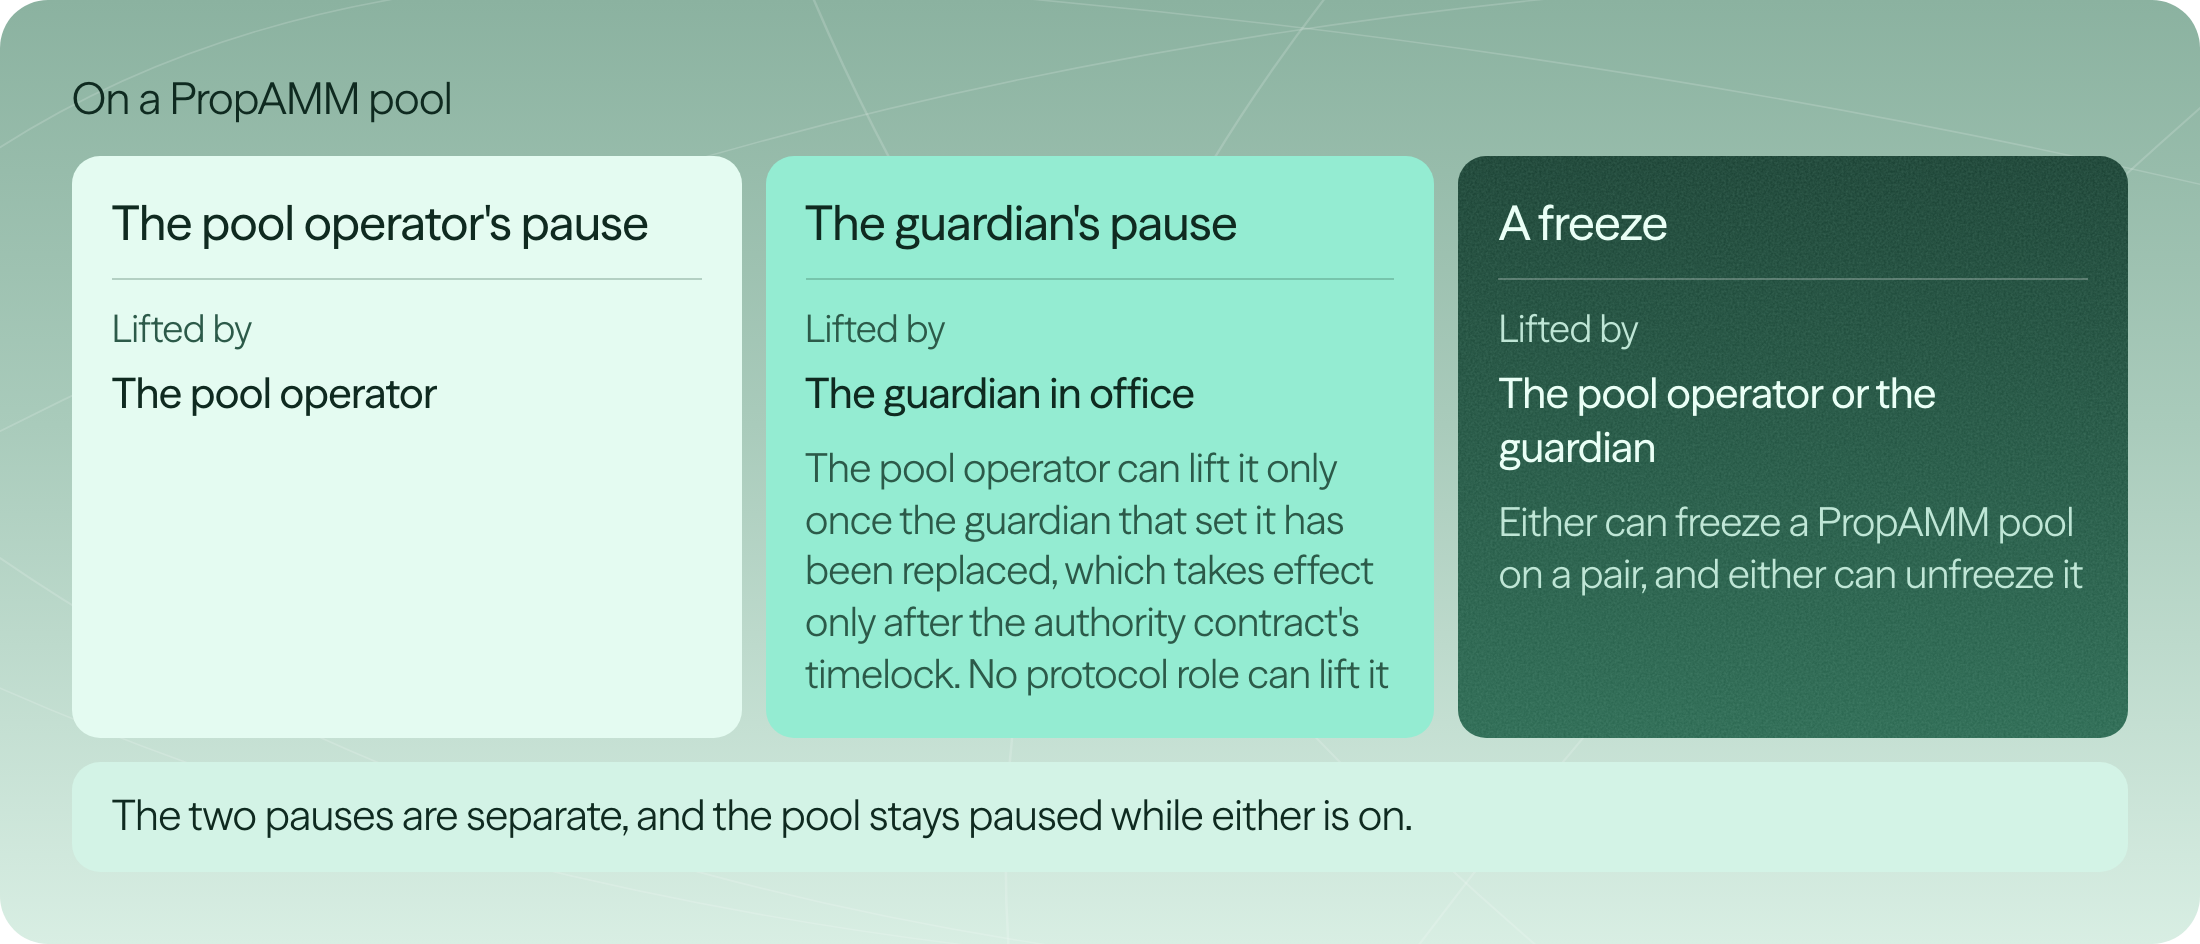 On a PropAMM pool
The pool operator's pause
Lifted by
The pool operator
The guardian's pause
Lifted by
The guardian in office
The pool operator can lift it only
once the guardian that set it has
been replaced, which takes effect
only after the authority contract's
timelock. No protocol role can lift it
A freeze
Lifted by
The pool operator or the
guardian
Either can freeze a PropAMM pool
on a pair, and either can unfreeze it
The two pauses are separate, and the pool stays paused while either is on.